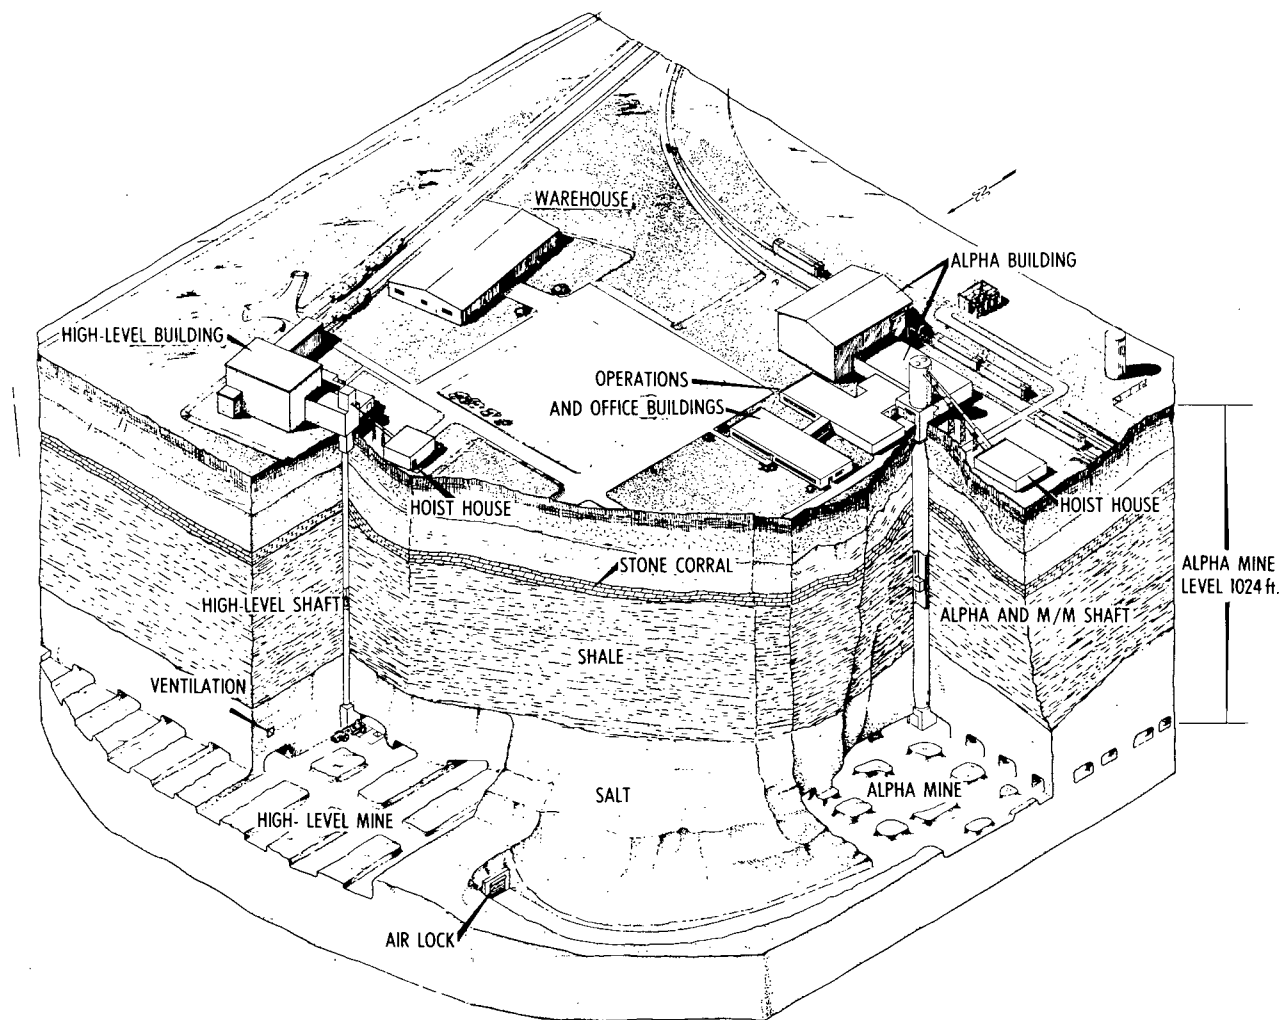 WAREHOUSE
N
ALPHA BUILDING
HIGH-LEVEL BUILDING
OPERATIONS
AND OFFICE BUILDINGS
HOIST HOUSE
HOIST HOUSE
STONE CORRAL
ALPHA MINE
LEVEL 1024 ft.
HIGH-LEVEL SHAFT
ALPHA AND M/M SHAFT
SHALE
VENTILATION
SALT
ALPHA MINE
HIGH-LEVEL MINE
AIR LOCK